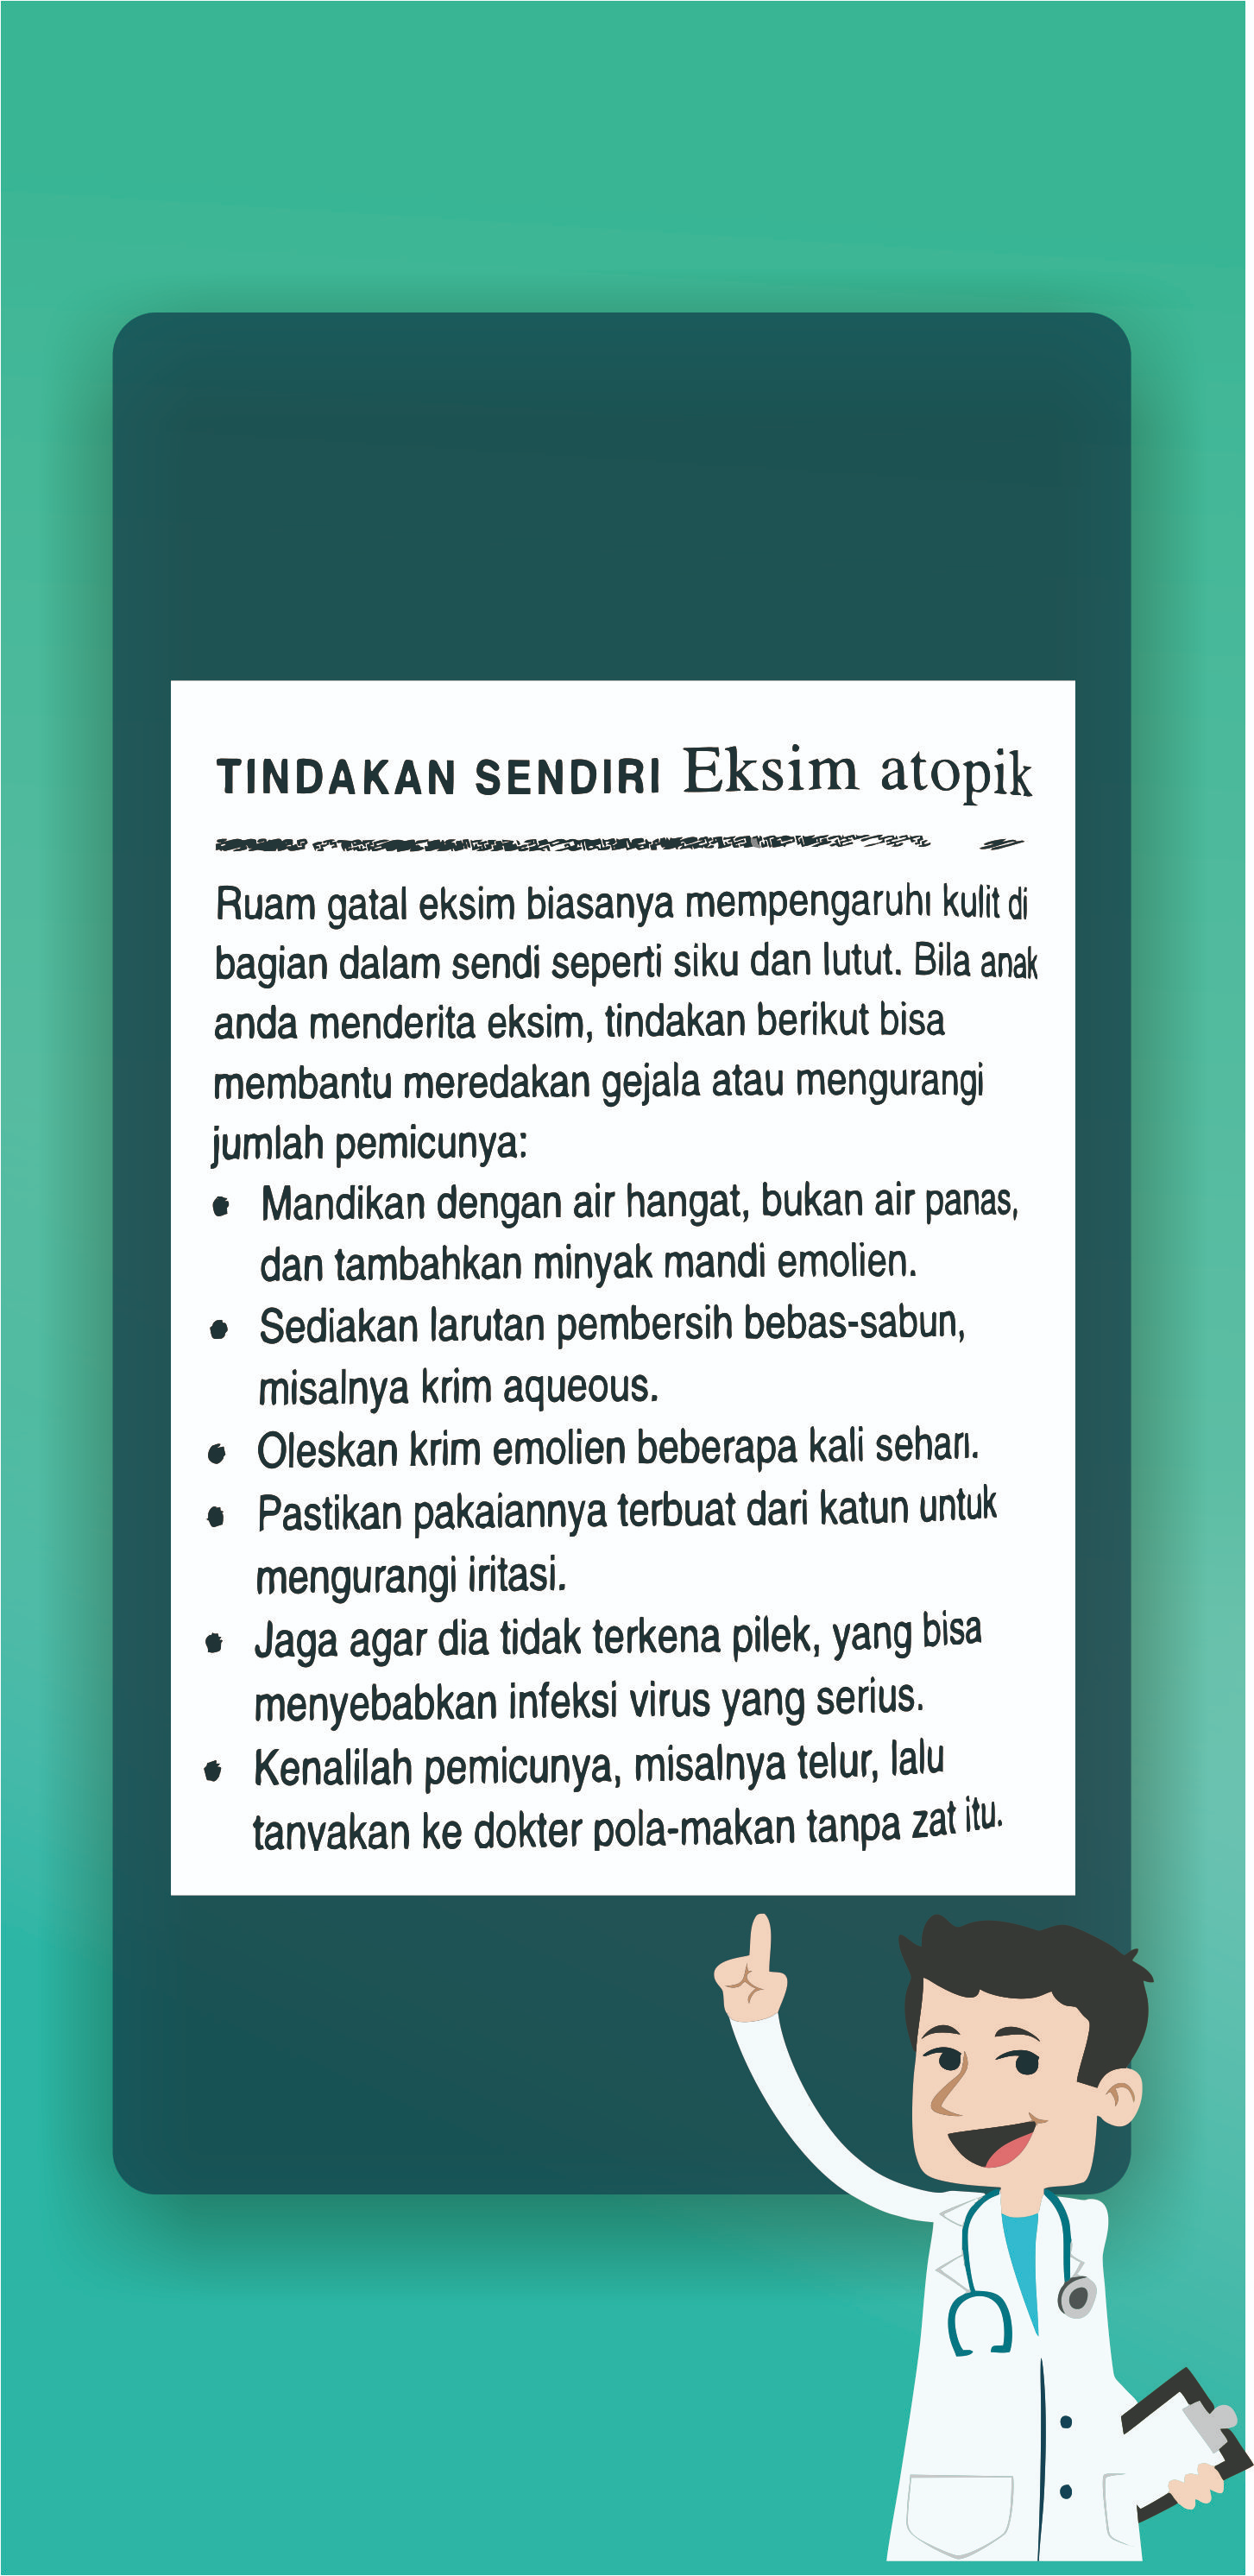 TINDAKAN SENDIRI Eksim atopik
Ruam gatal eksim biasanya mempengaruhi kulit di
bagian dalam sendi seperti siku dan lutut. Bila anak
anda menderita eksim, tindakan berikut bisa
membantu meredakan gejala atau mengurangi
jumlah pemicunya:
• Mandikan dengan air hangat, bukan air panas,
dan tambahkan minyak mandi emolien.
• Sediakan larutan pembersih bebas-sabun,
misalnya krim aqueous.
• Oleskan krim emolien beberapa kali sehari.
• Pastikan pakaiannya terbuat dari katun untuk
mengurangi iritasi.
• Jaga agar dia tidak terkena pilek, yang bisa
menyebabkan infeksi virus yang serius.
• Kenalilah pemicunya, misalnya telur, lalu
tanyakan ke dokter pola-makan tanpa zat itu.